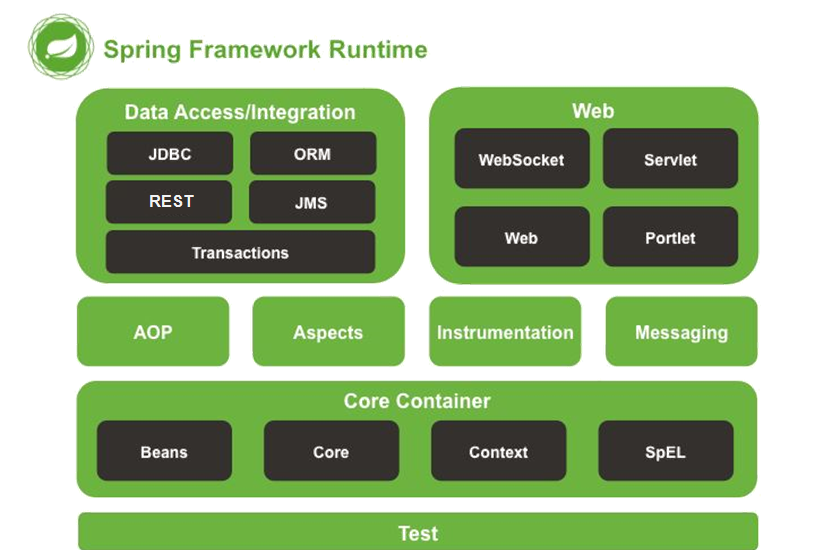 Spring Framework Runtime
Data Access/Integration
JDBC
ORM
REST
JMS
Transactions
Web
WebSocket
Servlet
Web
Portlet
AOP
Aspects
Instrumentation
Messaging
Core Container
Beans
Core
Context
SpEL
Test